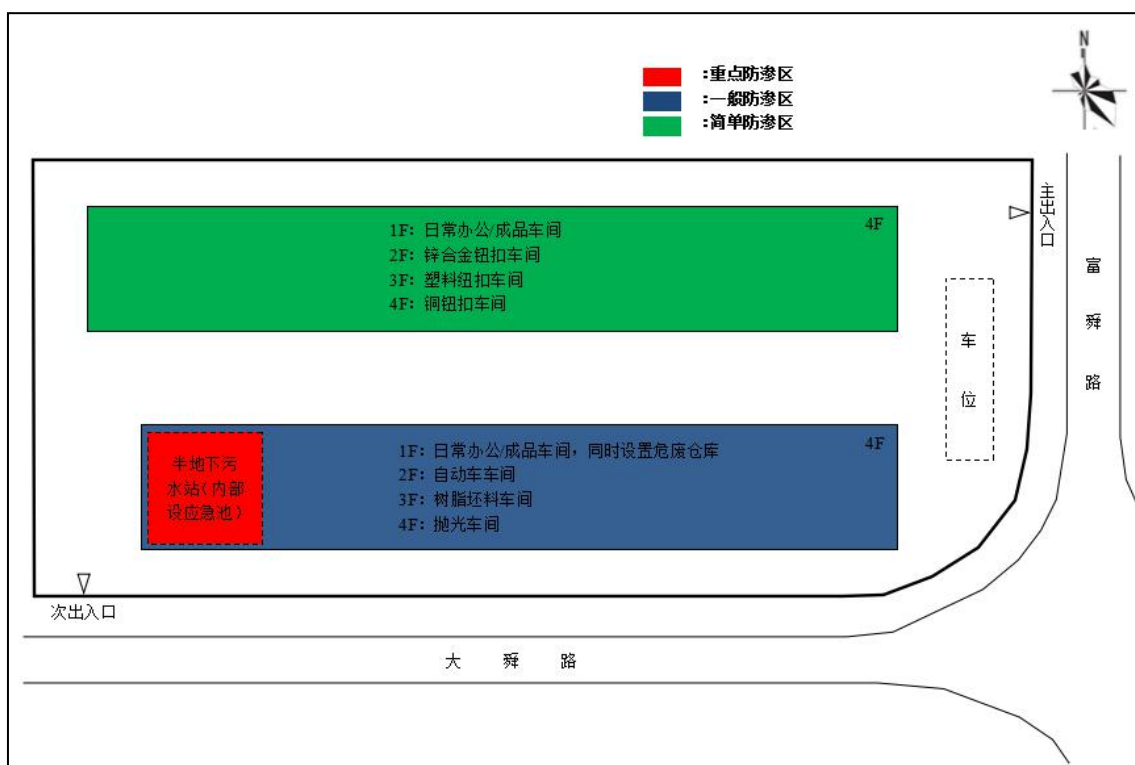 N
:重点防渗区
:一般防渗区
:简单防渗区
主出入口
1F: 日常办公/成品车间
4F
2F: 锌合金钮扣车间
3F: 塑料纽扣车间
4F: 铜钮扣车间
富舜路
车位
1F: 日常办公/成品车间，同时设置危废仓库
4F
2F: 自动车车间
3F: 树脂坯料车间
4F: 抛光车间
半地下污
水站（内部
设应急池）
次出入口
大舜路